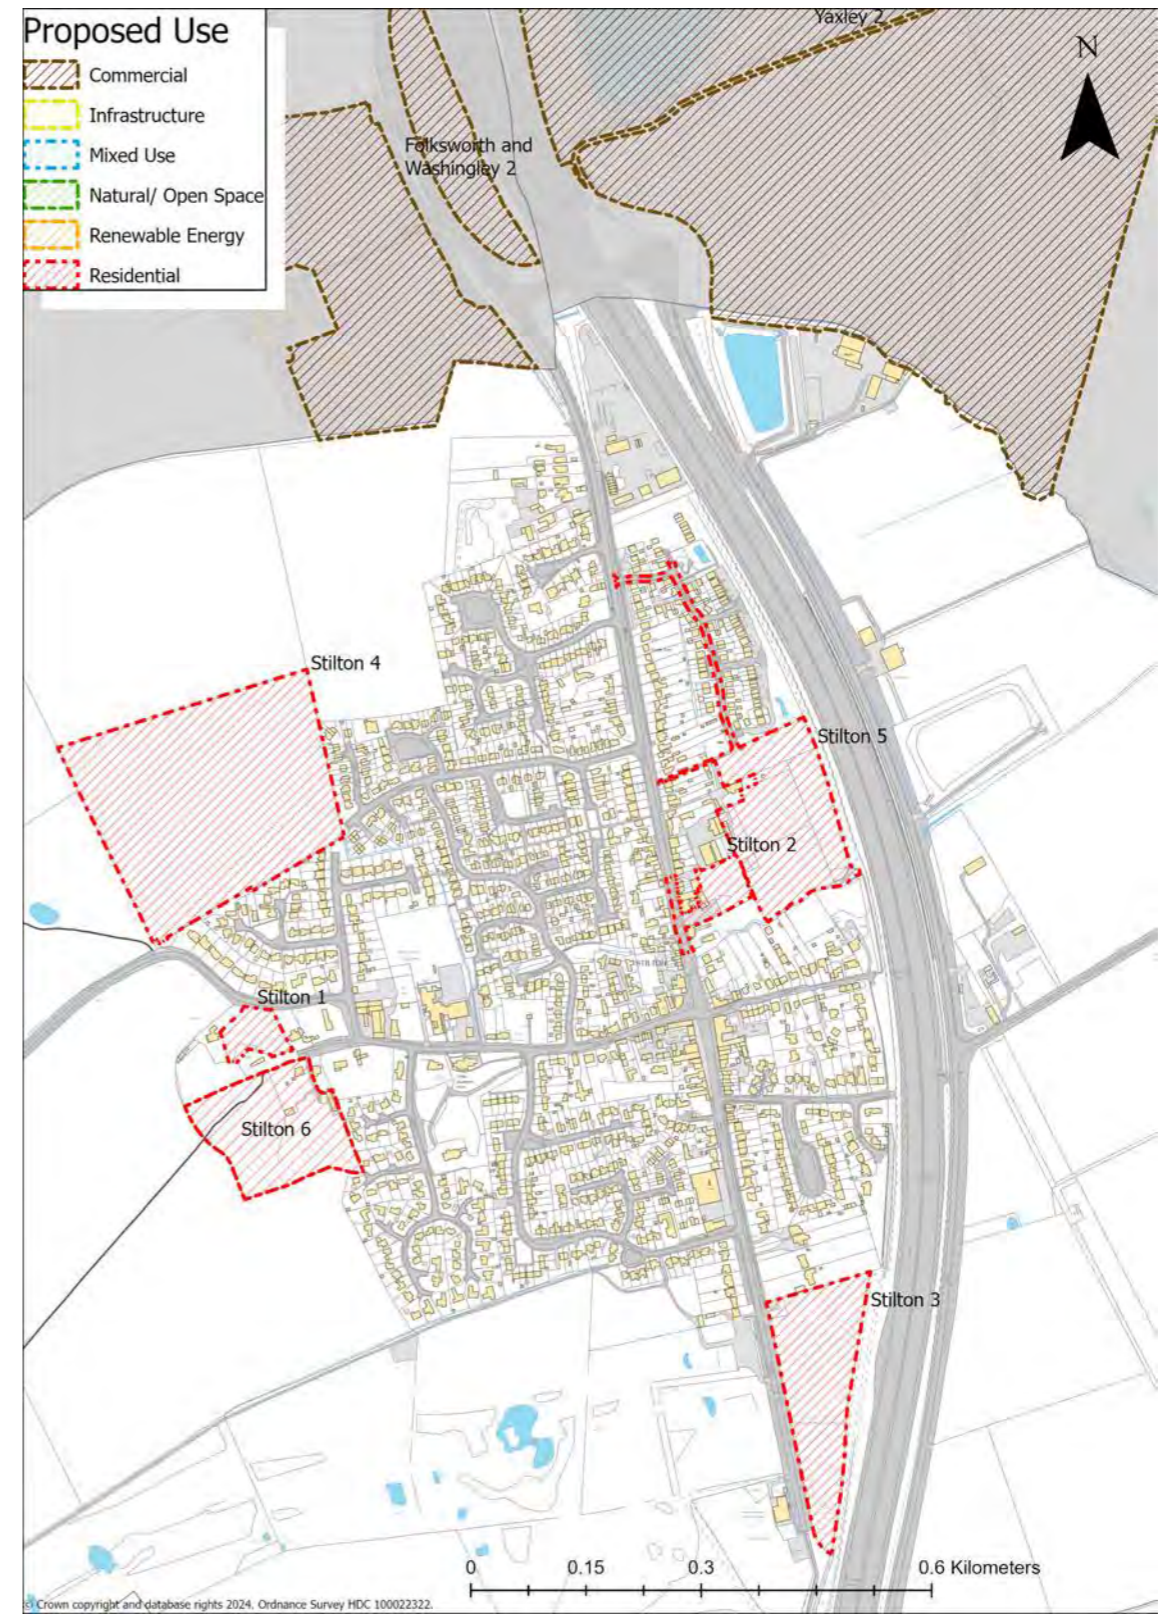 Proposed Use
Commercial
Infrastructure
Mixed Use
Natural/ Open Space
Renewable Energy
Residential
Yaxley 2
N
Folksworth and
Washingley 2
Stilton 4
Stilton 5
Stilton 2
STILTON
Stilton 1
Stilton 6
Stilton 3
0 0.15 0.3 0.6 Kilometers
© Crown copyright and database rights 2024. Ordnance Survey HDC 100022322.